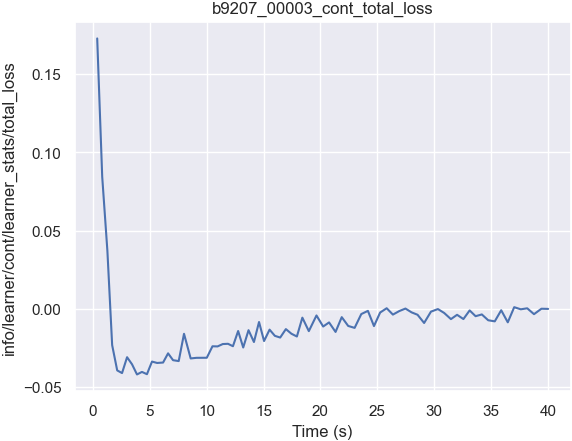 b9207_00003_cont_total_loss
info/learner/cont/learner_stats/total_loss
0.15
0.10
0.05
0.00
−0.05
0 5 10 15 20 25 30 35 40
Time (s)